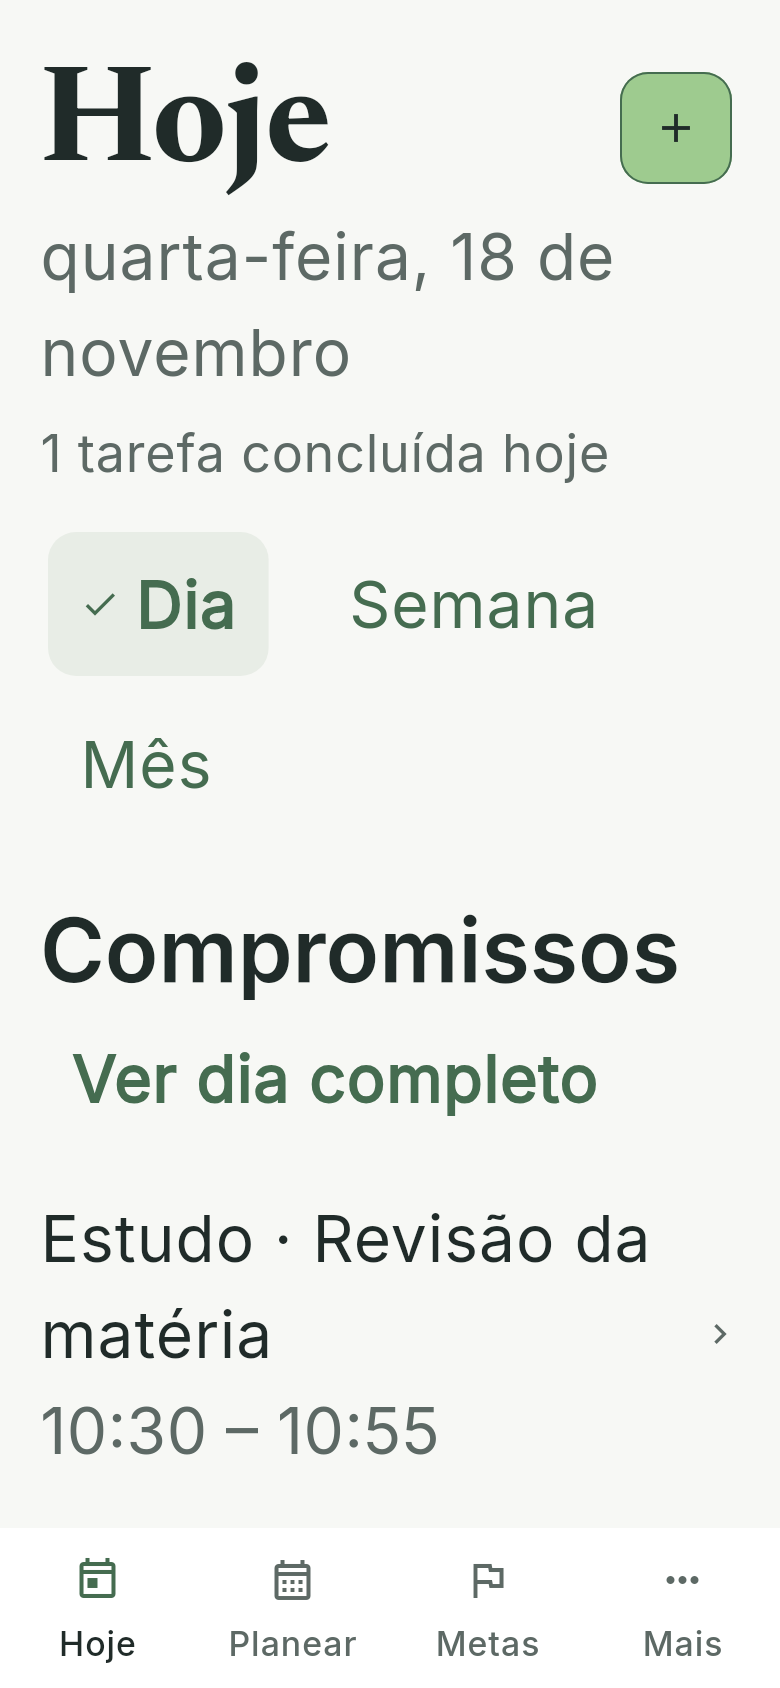 Hoje
+
quarta-feira, 18 de
novembro
1 tarefa concluída hoje
Dia
Semana
Mês
Compromissos
Ver dia completo
Estudo · Revisão da
matéria
10:30 – 10:55
Hoje
Planear
Metas
Mais